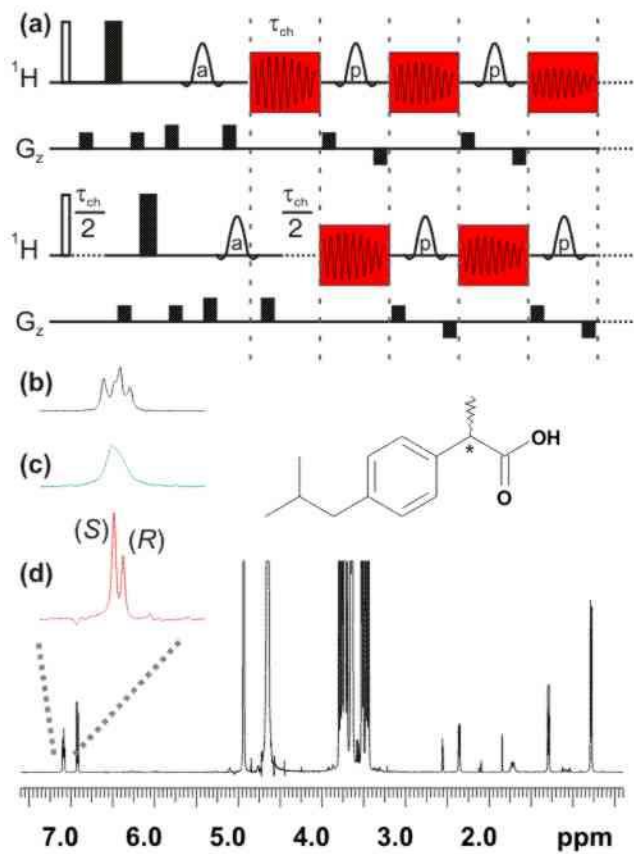 (a)
τch
¹H
a
p
p
Gz
τch/2
τch/2
¹H
a
p
p
Gz
(b)
(c)
(S)
(R)
(d)
OH
O
*
7.0 6.0 5.0 4.0 3.0 2.0 ppm